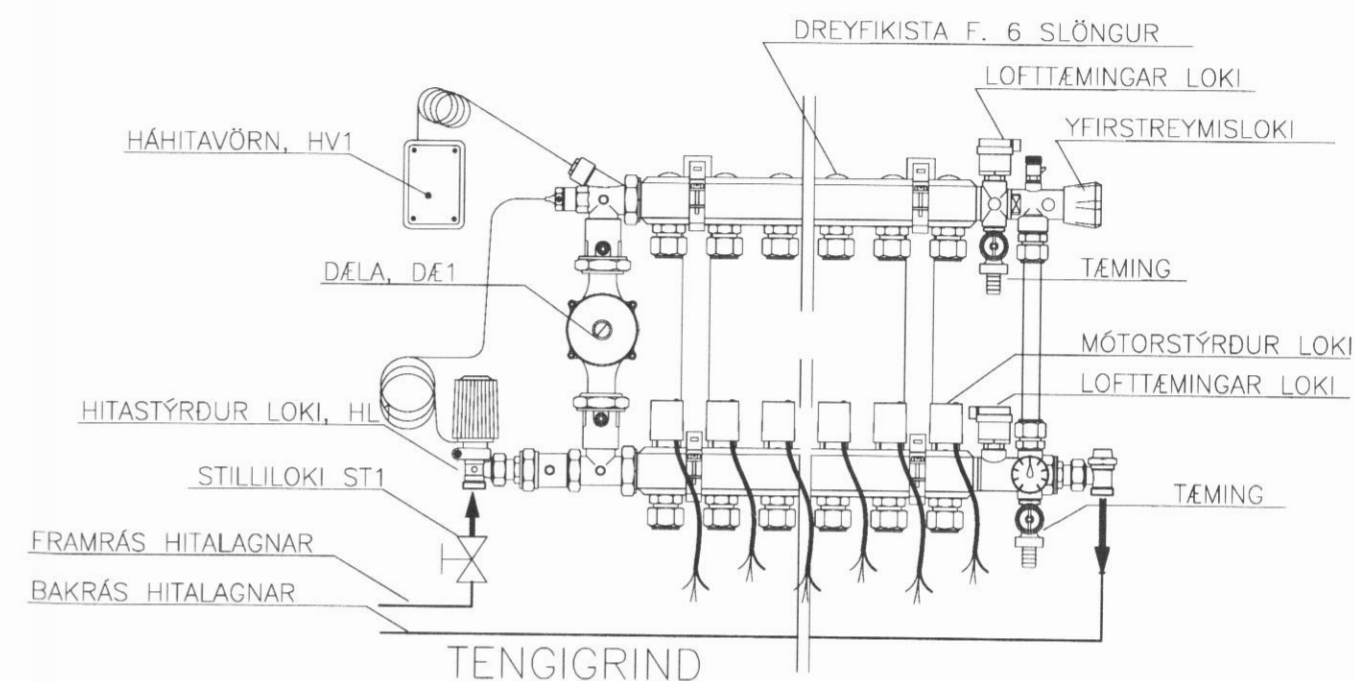 DREYFIKISTA F. 6 SLÖNGUR
LOFTTÆMINGAR LOKI
YFIRSTREYMISLOKI
HÁHITAVÖRN, HV1
TÆMING
DÆLA, DÆ1
MÓTORSTÝRÐUR LOKI
LOFTTÆMINGAR LOKI
HITASTÝRÐUR LOKI, HL1
STILLILOKI ST1
TÆMING
FRAMRÁS HITALAGNAR
BAKRÁS HITALAGNAR
TENGIGRIND